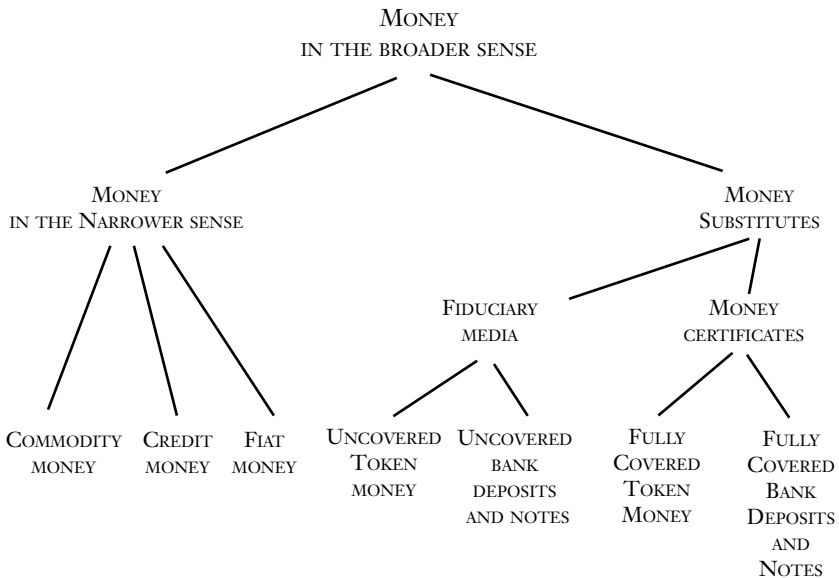 Money
in the broader sense
Money
in the Narrower sense
Money
Substitutes
Fiduciary
media
Money
certificates
Commodity
money
Credit
money
Fiat
money
Uncovered
Token
money
Uncovered
bank
deposits
and notes
Fully
Covered
Token
Money
Fully
Covered
Bank
Deposits
and
Notes